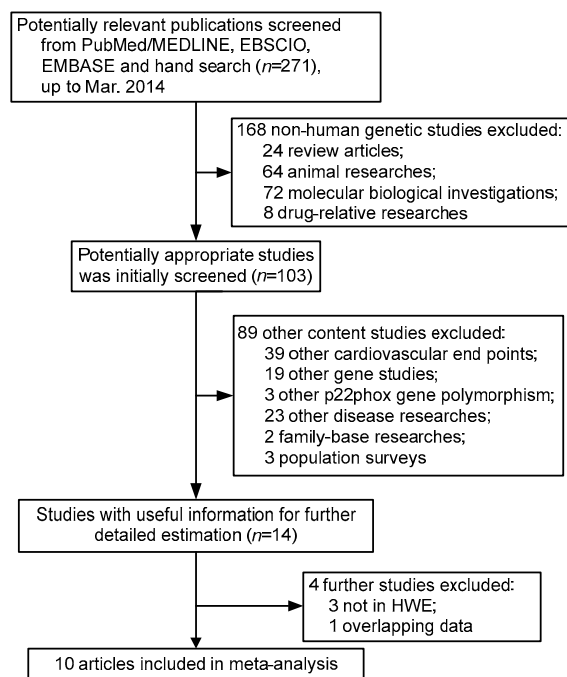 Potentially relevant publications screened
from PubMed/MEDLINE, EBSCIO,
EMBASE and hand search (n=271),
up to Mar. 2014
168 non-human genetic studies excluded:
24 review articles;
64 animal researches;
72 molecular biological investigations;
8 drug-relative researches
Potentially appropriate studies
was initially screened (n=103)
89 other content studies excluded:
39 other cardiovascular end points;
19 other gene studies;
3 other p22phox gene polymorphism;
23 other disease researches;
2 family-base researches;
3 population surveys
Studies with useful information for further
detailed estimation (n=14)
4 further studies excluded:
3 not in HWE;
1 overlapping data
10 articles included in meta-analysis